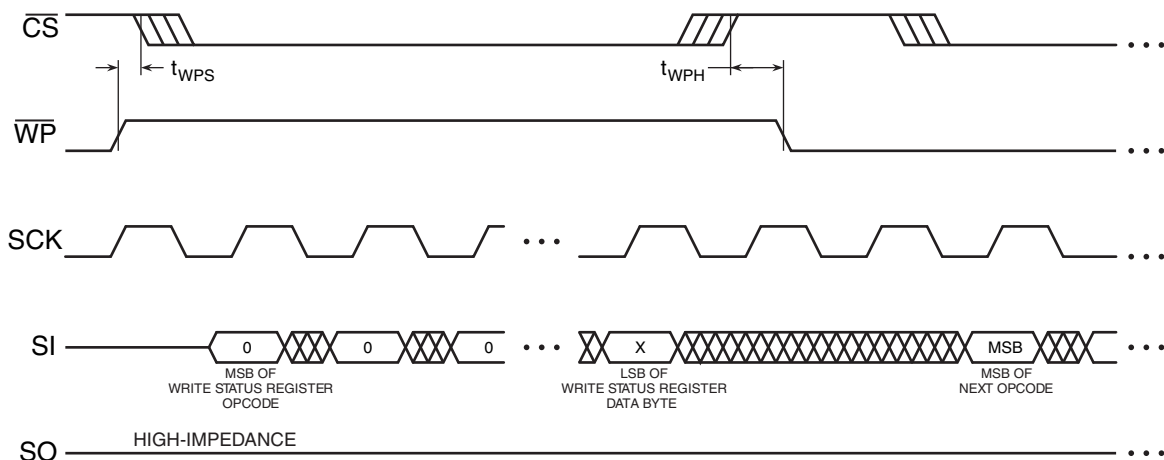 CS
t WPS
t WPH
WP
SCK
SI
0
0
0
X
MSB
MSB OF
WRITE STATUS REGISTER
OPCODE
LSB OF
WRITE STATUS REGISTER
DATA BYTE
MSB OF
NEXT OPCODE
SO
HIGH-IMPEDANCE